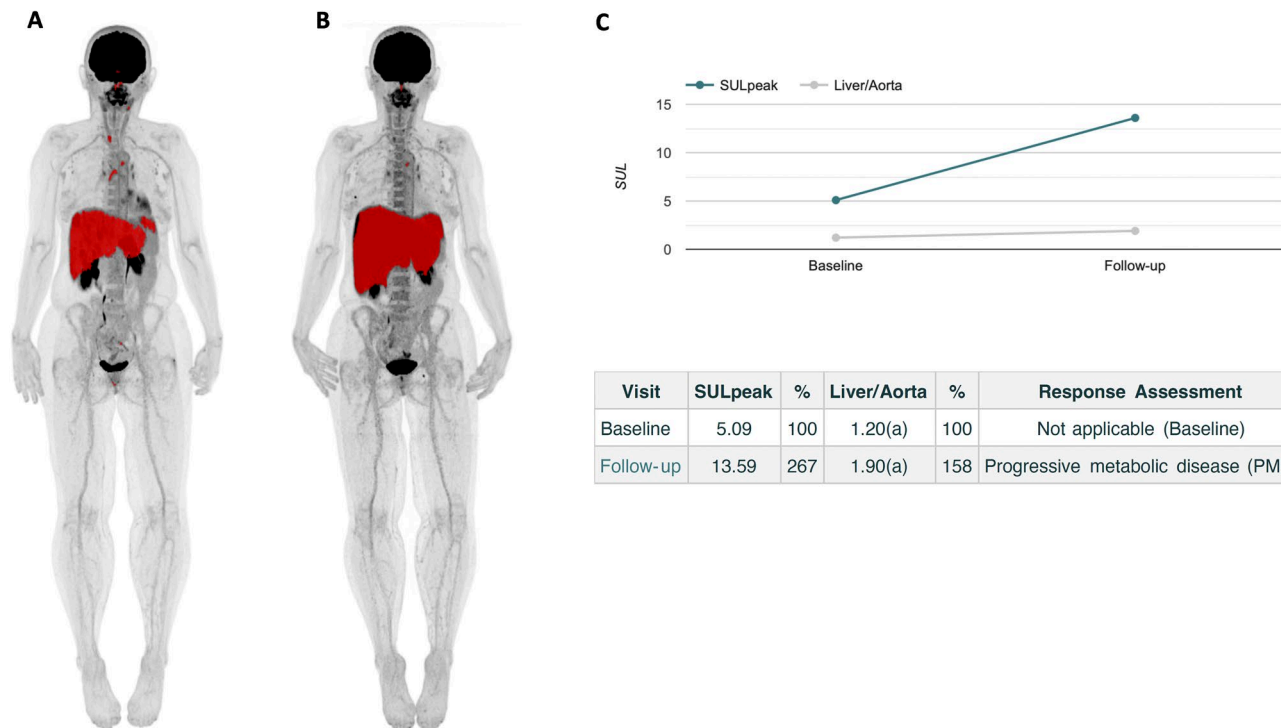 A
B
C
SULpeak Liver/Aorta
15
10
5
0
SUL
Baseline Follow-up
Visit SULpeak % Liver/Aorta % Response Assessment
Baseline 5.09 100 1.20(a) 100 Not applicable (Baseline)
Follow-up 13.59 267 1.90(a) 158 Progressive metabolic disease (PM